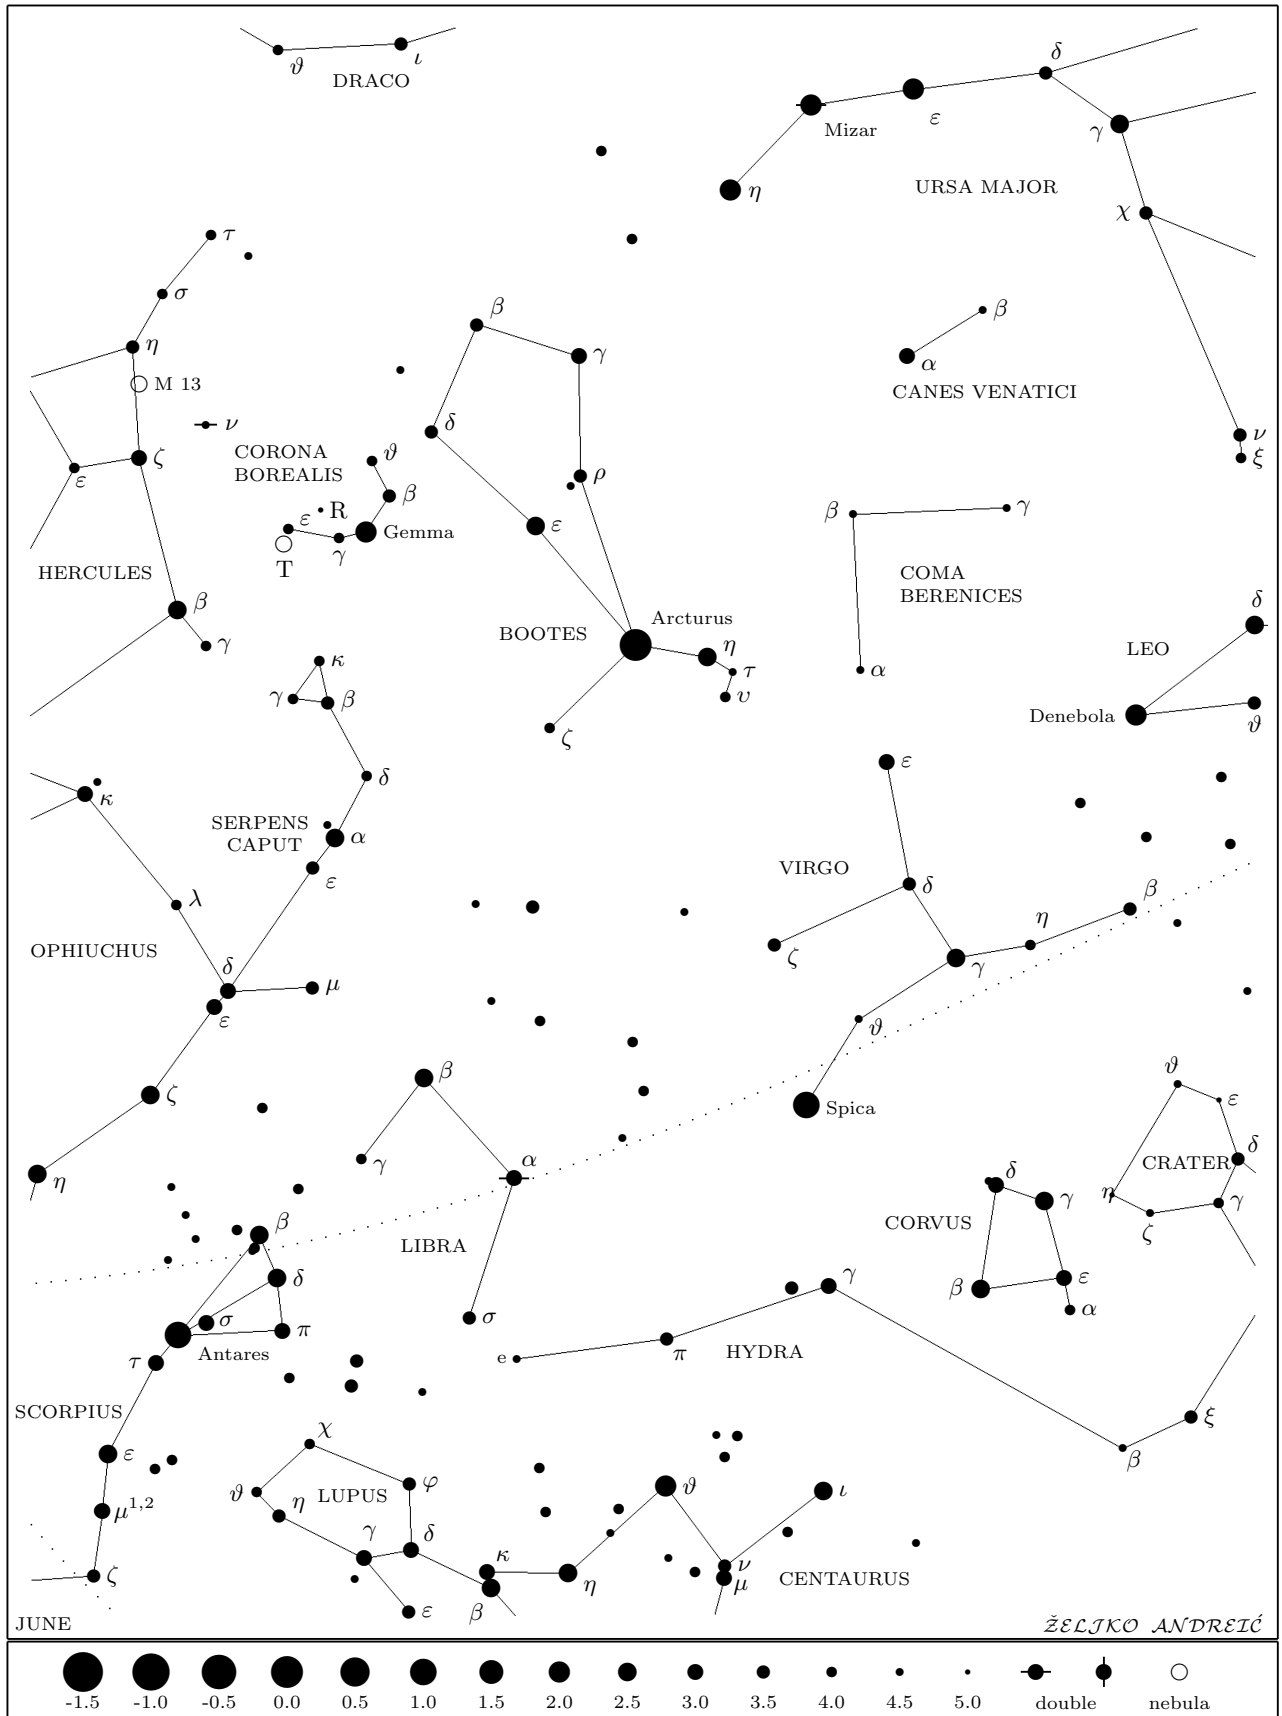 δ
ϑ ι
DRACO
Mizar ε γ
η URSA MAJOR
χ
τ
σ
β β
η γ α
M 13 CANES VENATICI
ν δ ν
CORONA
BOREALIS ϑ ξ
ζ ρ
ε β
ε R β γ
Gemma ε
γ
T
HERCULES COMA
BERENICES
β δ
Arcturus
BOOTES η LEO
γ
κ τ α
γ β υ Denebola
ζ ϑ
ε
δ
κ
SERPENS
CAPUT α
VIRGO
ε δ β
λ
η
OPHIUCHUS ζ
δ γ
μ
ε ϑ
β ϑ
ζ Spica ε
γ α δ
CRATER
η δ η
γ γ
CORVUS ζ
β
LIBRA
δ γ ε
β
α
σ σ
π e HYDRA
Antares π
τ
SCORPIUS ξ
χ
ε β
φ
ϑ LUPUS ϑ ι
η
μ1,2
γ δ
κ ν
ζ η μ CENTAURUS
ε β
JUNE ŽELJKO ANDREIĆ
-1.5 -1.0 -0.5 0.0 0.5 1.0 1.5 2.0 2.5 3.0 3.5 4.0 4.5 5.0 double nebula